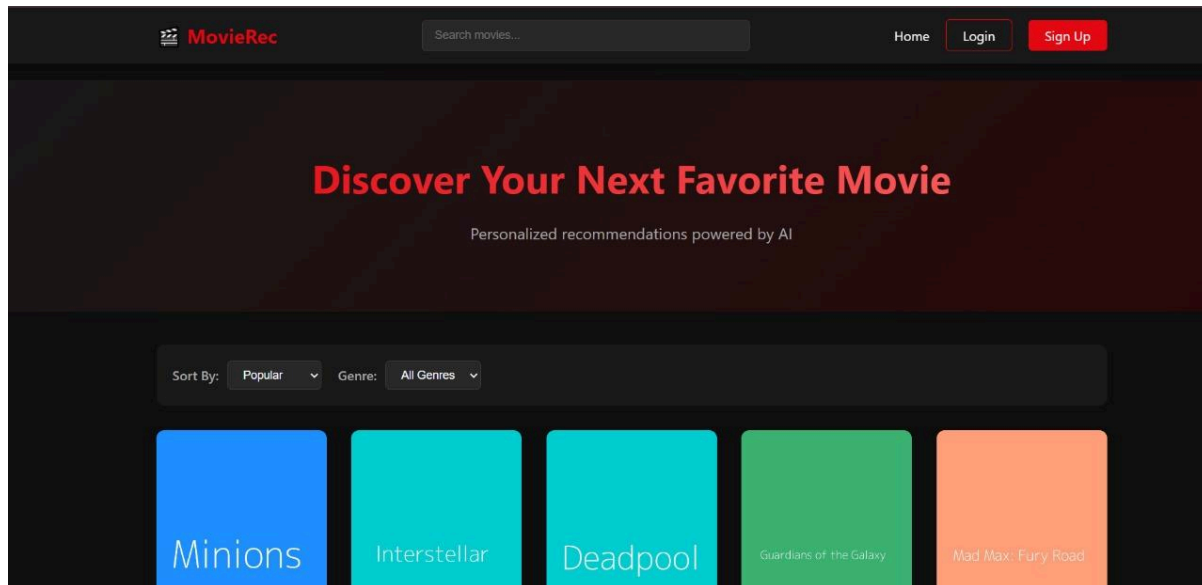 MovieRec
Search movies...
Home
Login
Sign Up
Discover Your Next Favorite Movie
Personalized recommendations powered by AI
Sort By:
Popular
Genre:
All Genres
Minions
Interstellar
Deadpool
Guardians of the Galaxy
Mad Max: Fury Road